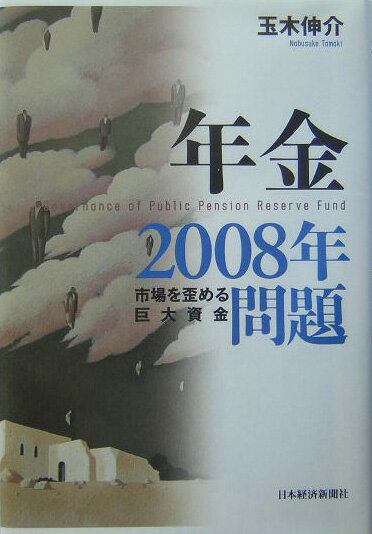 玉木伸介
Nobusuke Tamaki
年金
Governance of Public Pension Reserve Fund
2008年
市場を歪める
巨大資金
問題
日本経済新聞社